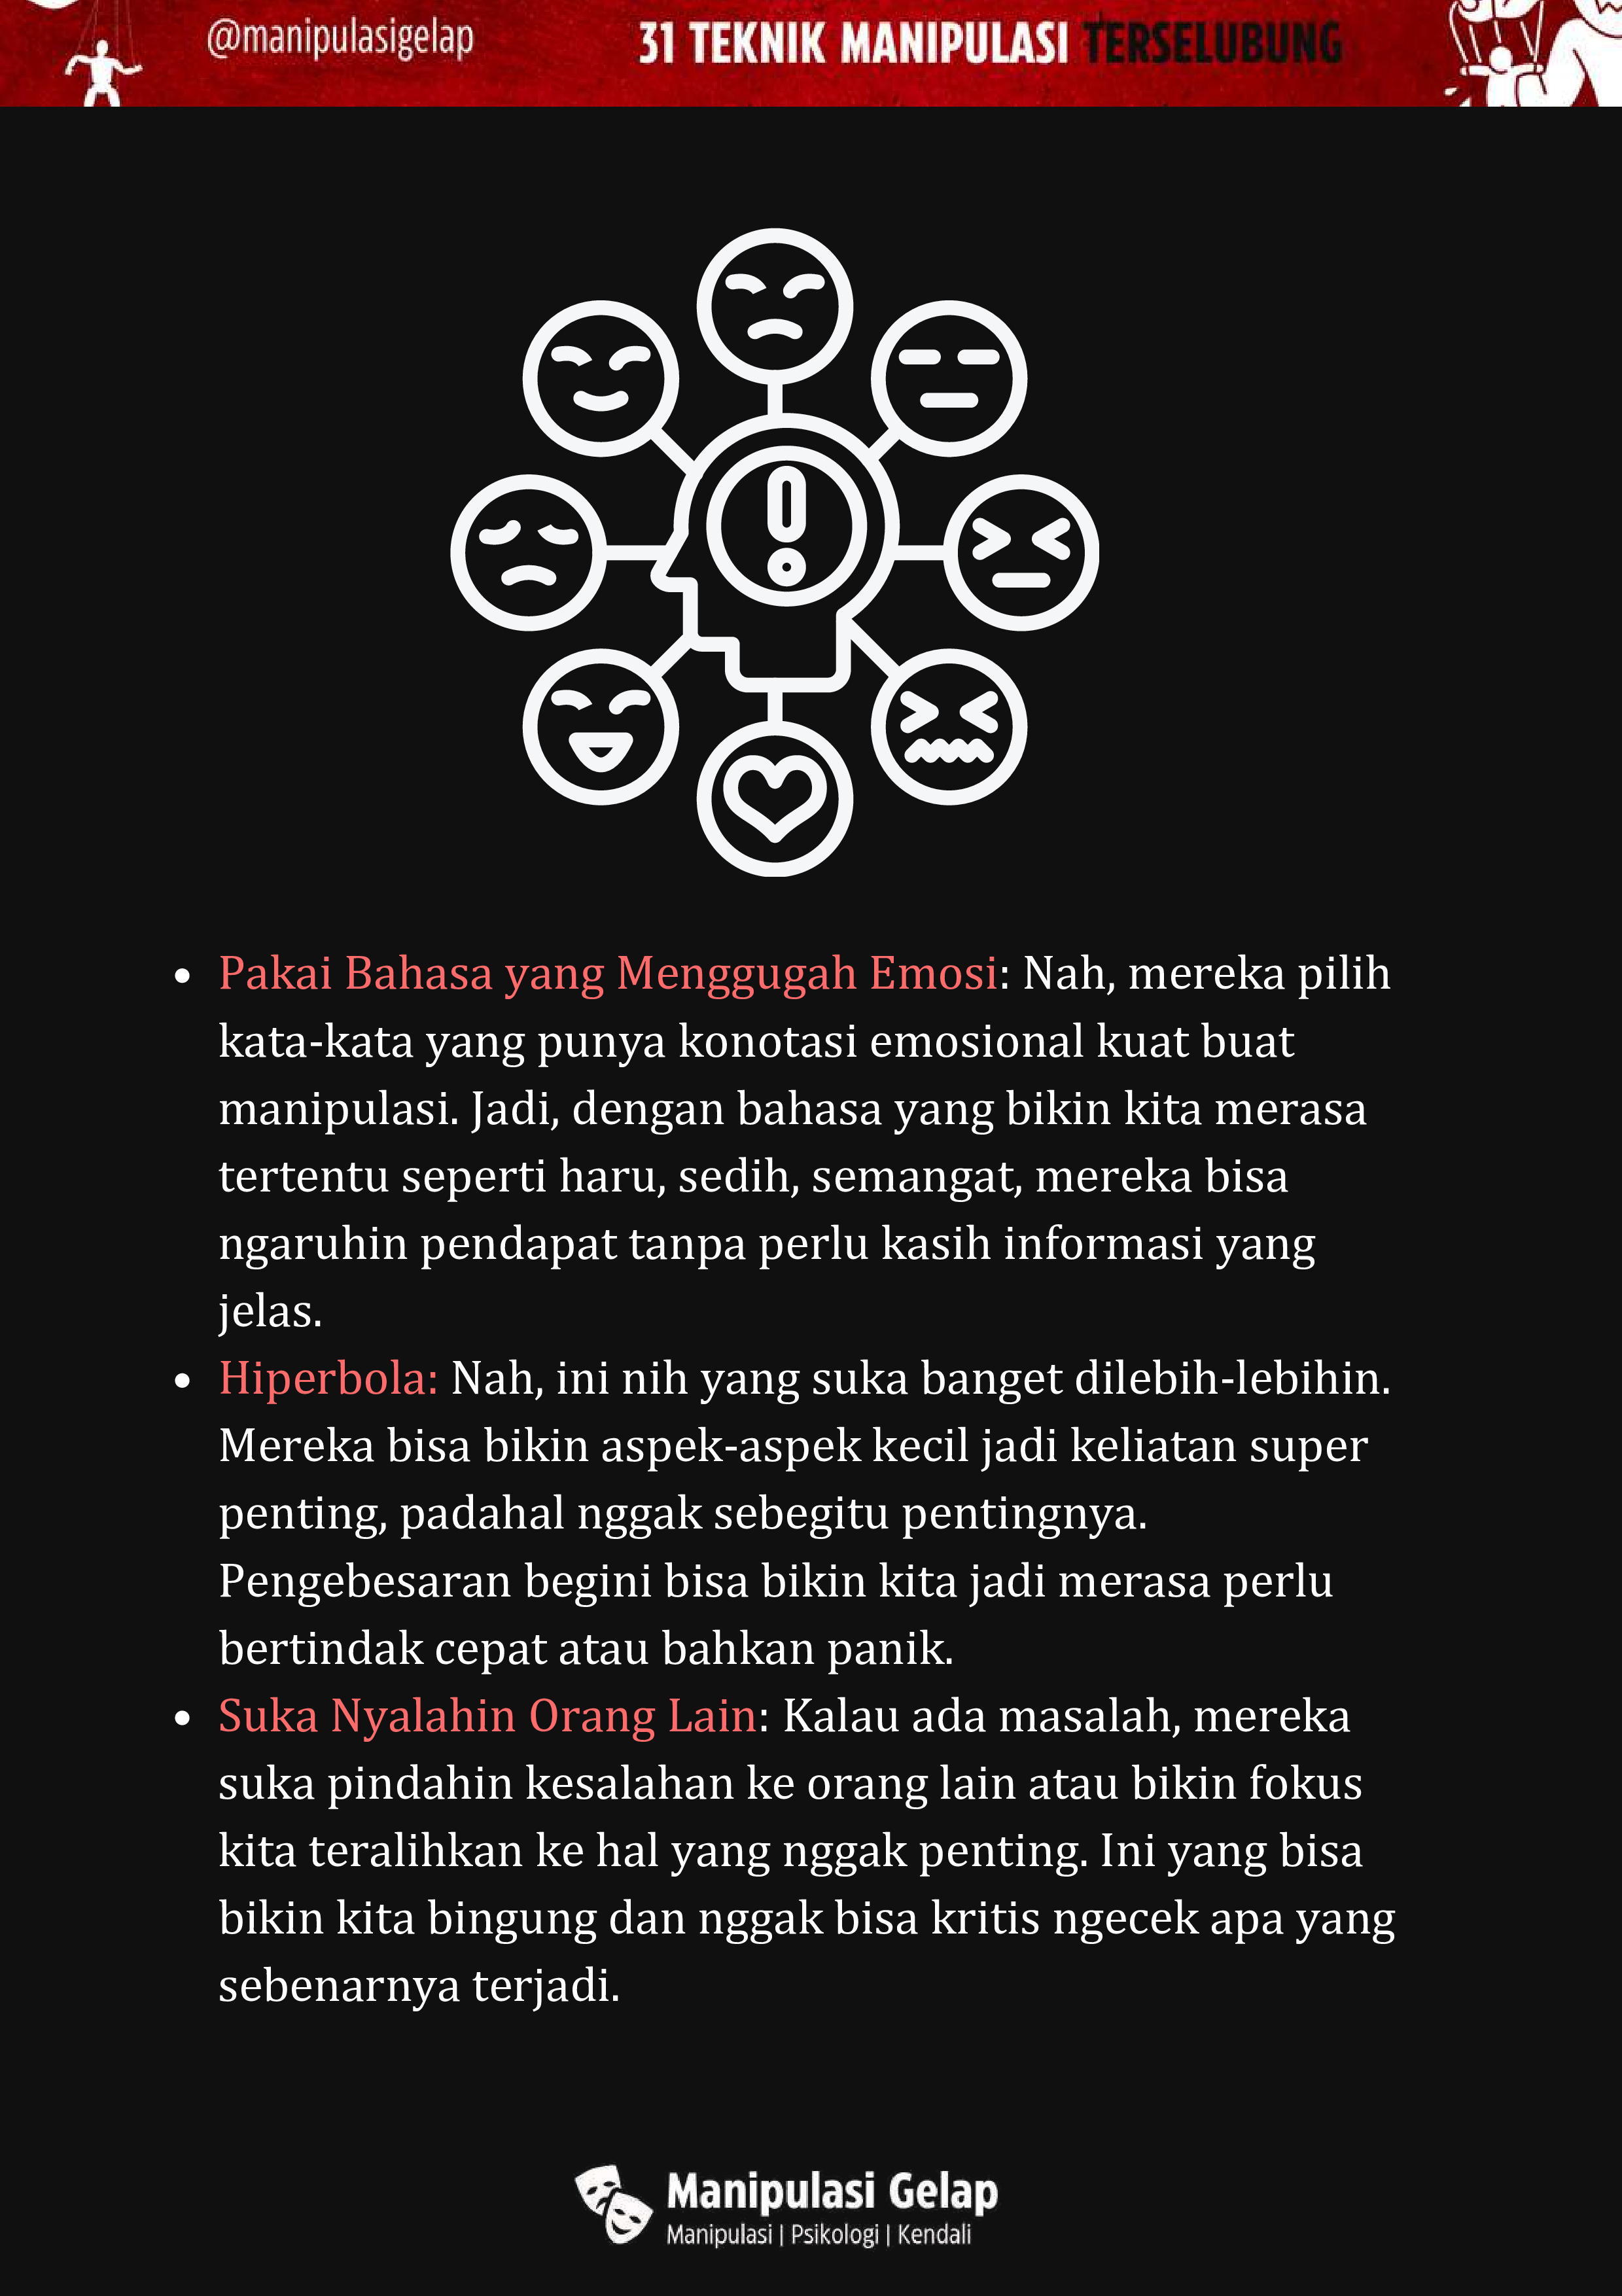 @manipulasigelap
31 TEKNIK MANIPULASI TERSELUBUNG
• Pakai Bahasa yang Menggugah Emosi: Nah, mereka pilih
kata-kata yang punya konotasi emosional kuat buat
manipulasi. Jadi, dengan bahasa yang bikin kita merasa
tertentu seperti haru, sedih, semangat, mereka bisa
ngaruhin pendapat tanpa perlu kasih informasi yang
jelas.
• Hiperbola: Nah, ini nih yang suka banget dilebih-lebihin.
Mereka bisa bikin aspek-aspek kecil jadi keliatan super
penting, padahal nggak sebegitu pentingnya.
Pengebesaran begini bisa bikin kita jadi merasa perlu
bertindak cepat atau bahkan panik.
• Suka Nyalahin Orang Lain: Kalau ada masalah, mereka
suka pindahin kesalahan ke orang lain atau bikin fokus
kita teralihkan ke hal yang nggak penting. Ini yang bisa
bikin kita bingung dan nggak bisa kritis ngecek apa yang
sebenarnya terjadi.
Manipulasi Gelap
Manipulasi | Psikologi | Kendali